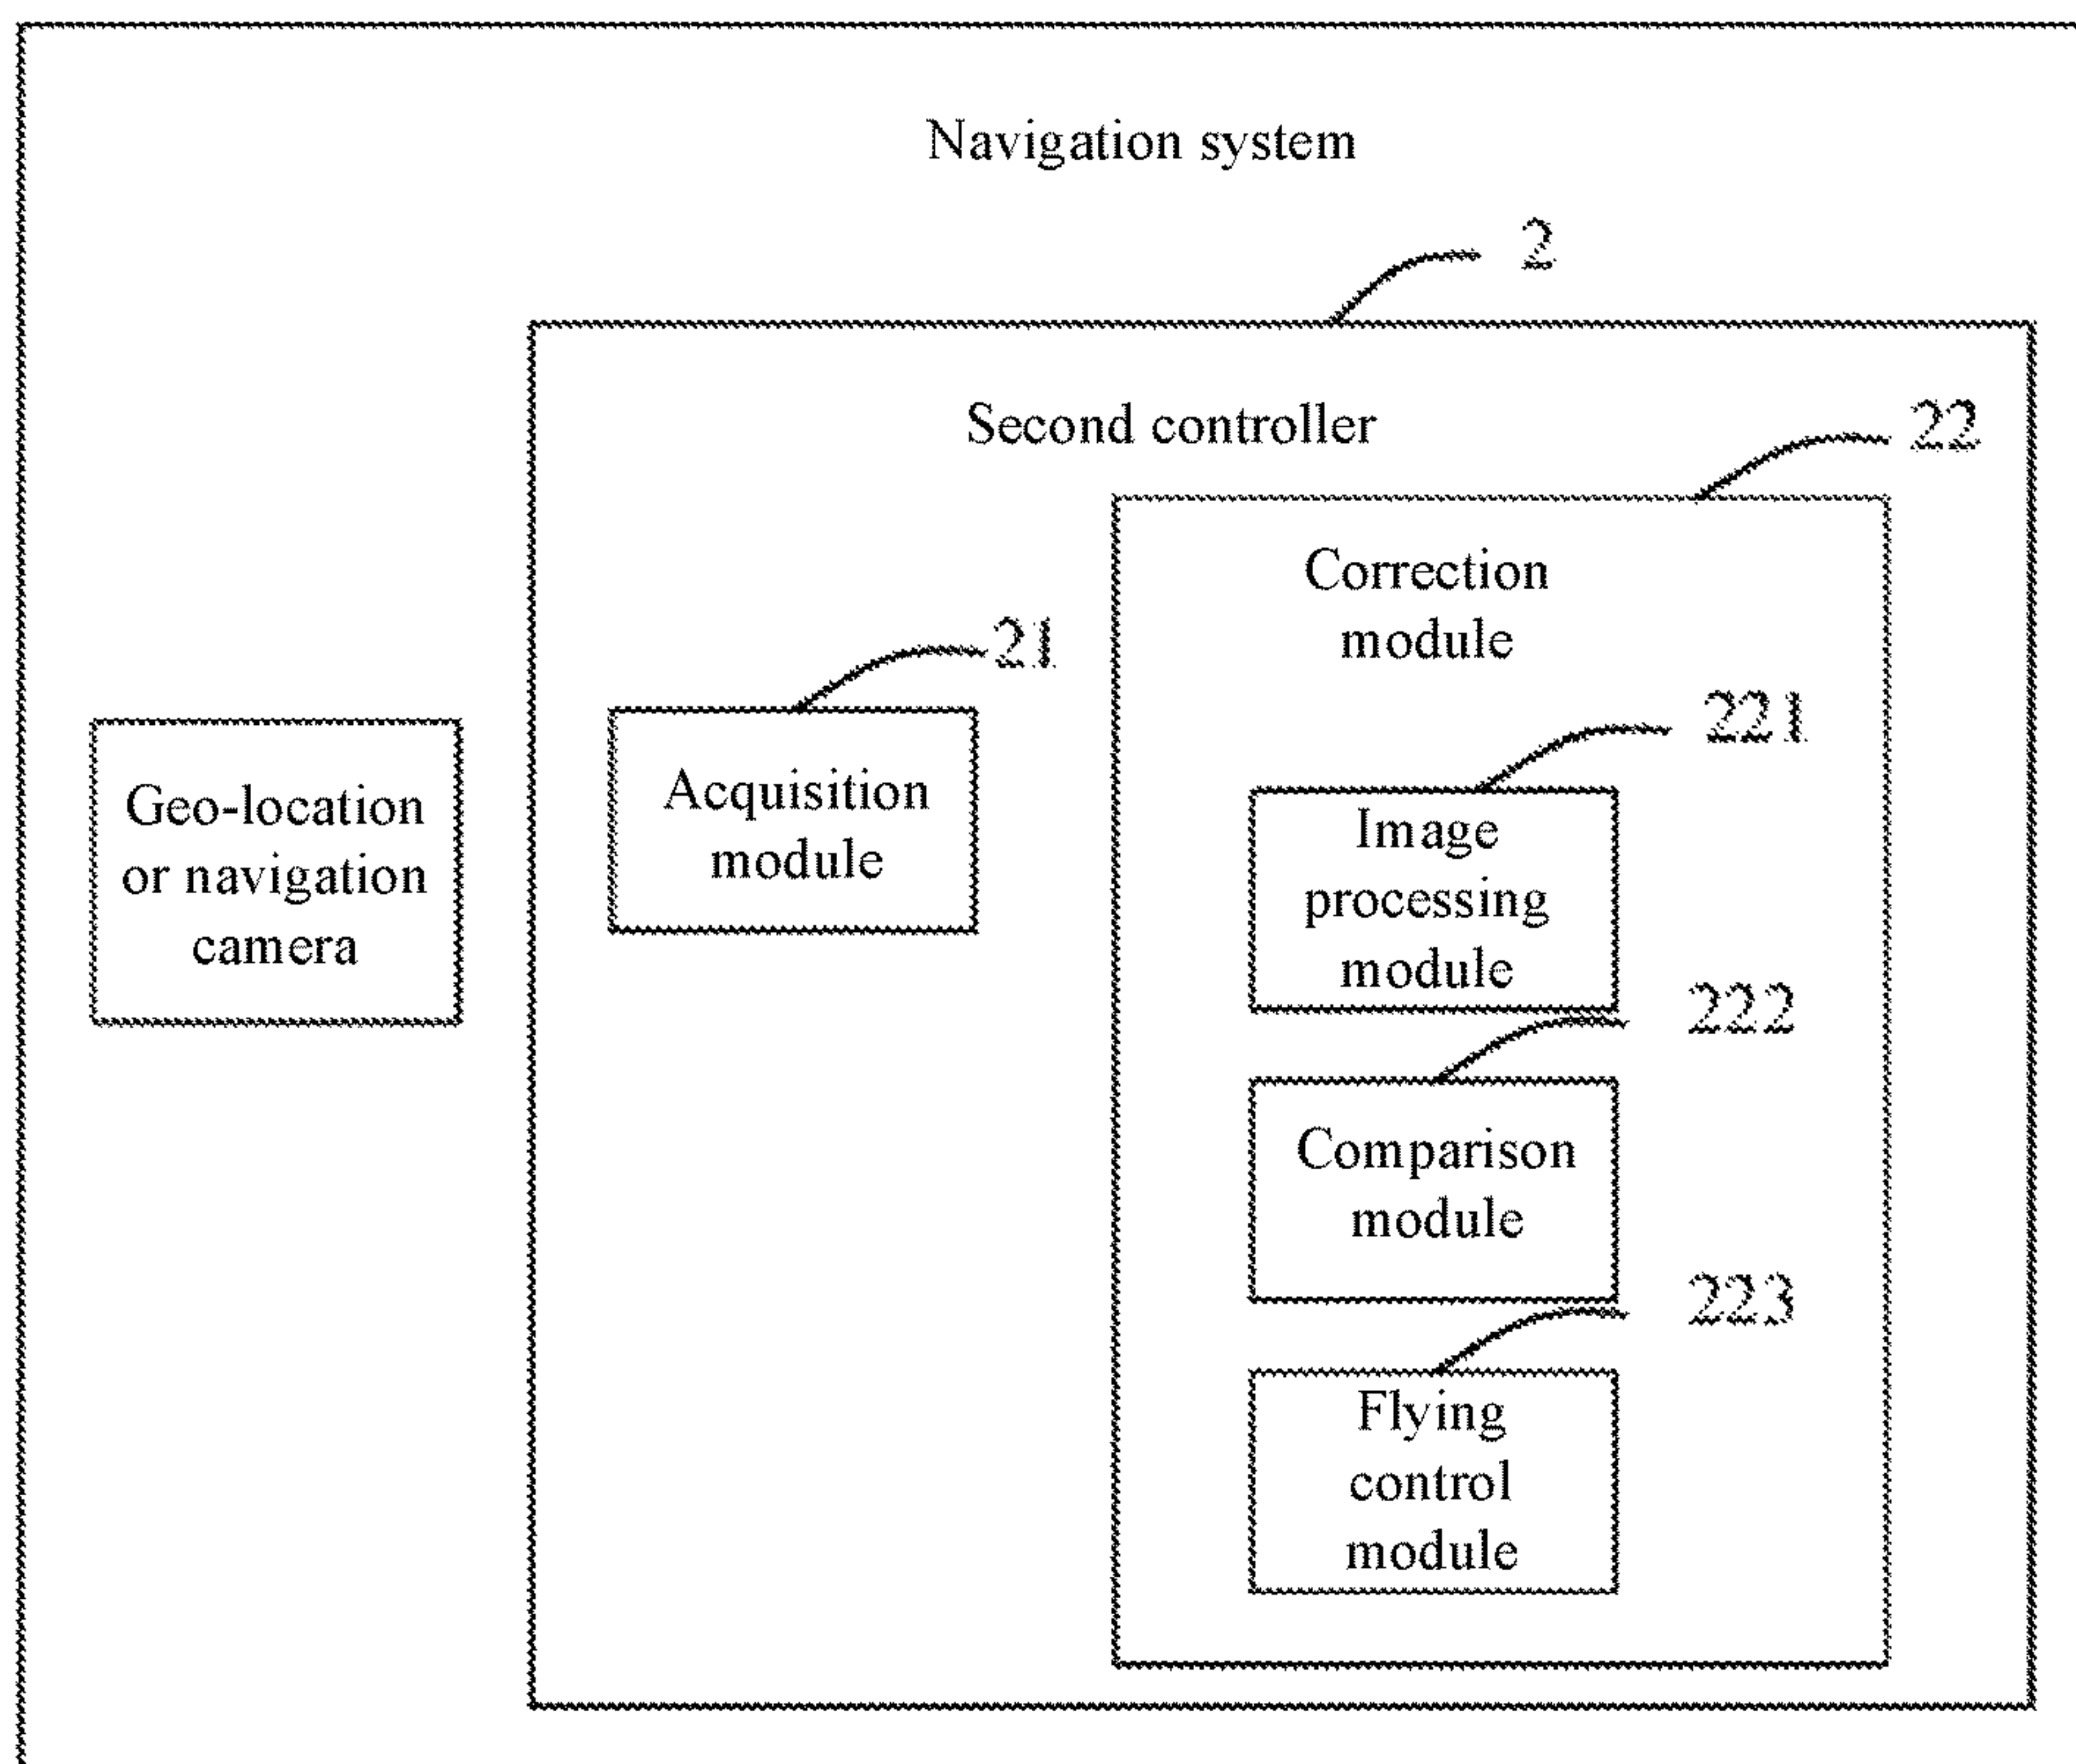 Navigation system
2
Second controller
22
Correction
module
21
Acquisition
module
Geo-location
or navigation
camera
221
Image
processing
module
222
Comparison
module
223
Flying
control
module